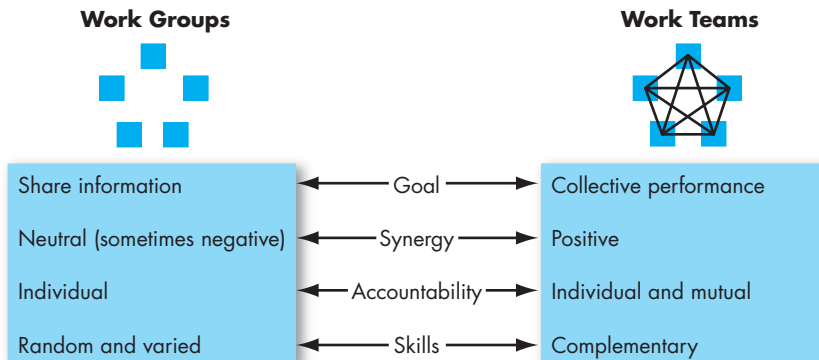 Work Groups
Work Teams
Share information
Goal
Collective performance
Neutral (sometimes negative)
Synergy
Positive
Individual
Accountability
Individual and mutual
Random and varied
Skills
Complementary